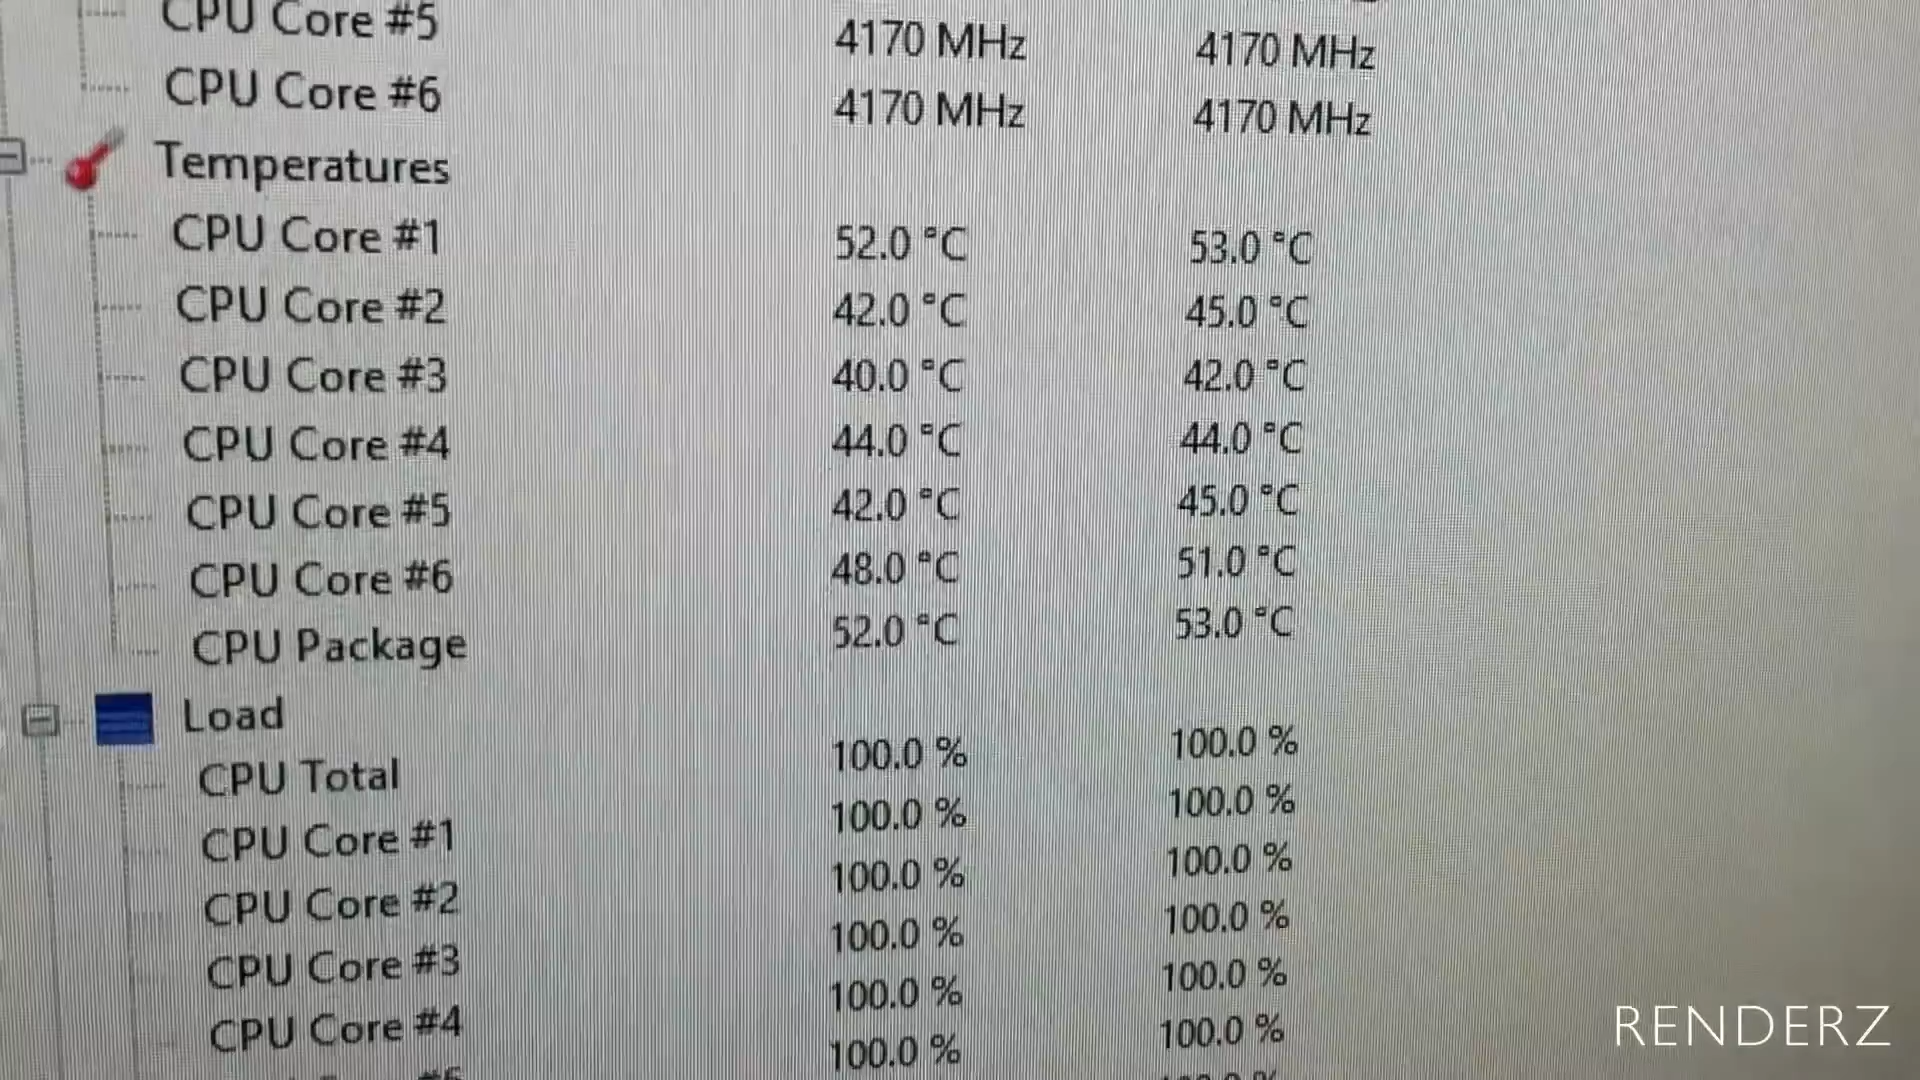 CPU Core #5 4170 MHz 4170 MHz
CPU Core #6 4170 MHz 4170 MHz
Temperatures
CPU Core #1 52.0 °C 53.0 °C
CPU Core #2 42.0 °C 45.0 °C
CPU Core #3 40.0 °C 42.0 °C
CPU Core #4 44.0 °C 44.0 °C
CPU Core #5 42.0 °C 45.0 °C
CPU Core #6 48.0 °C 51.0 °C
CPU Package 52.0 °C 53.0 °C
Load
CPU Total 100.0 % 100.0 %
CPU Core #1 100.0 % 100.0 %
CPU Core #2 100.0 % 100.0 %
CPU Core #3 100.0 % 100.0 %
CPU Core #4 100.0 % 100.0 %
100.0 % 100.0 %
RENDERZ